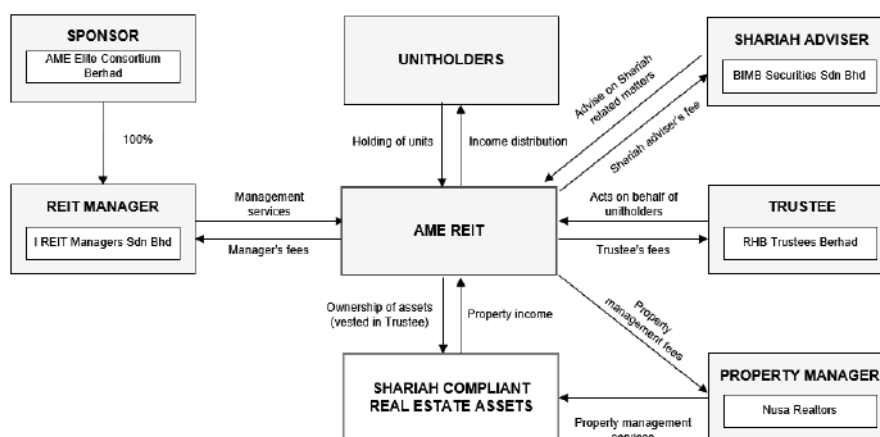 SPONSOR
AME Elite Consortium
Berhad
UNITHOLDERS
SHARIAH ADVISER
BIMB Securities Sdn Bhd
Advise on Shariah
related matters
Shariah adviser's fee
100%
Holding of units
Income distribution
REIT MANAGER
I REIT Managers Sdn Bhd
Management
services
Manager's fees
AME REIT
Acts on behalf of
unitholders
Trustee's fees
TRUSTEE
RHB Trustees Berhad
Ownership of assets
(vested in Trustee)
Property income
Property
management fees
SHARIAH COMPLIANT
REAL ESTATE ASSETS
PROPERTY MANAGER
Nusa Realtors
Property management
services